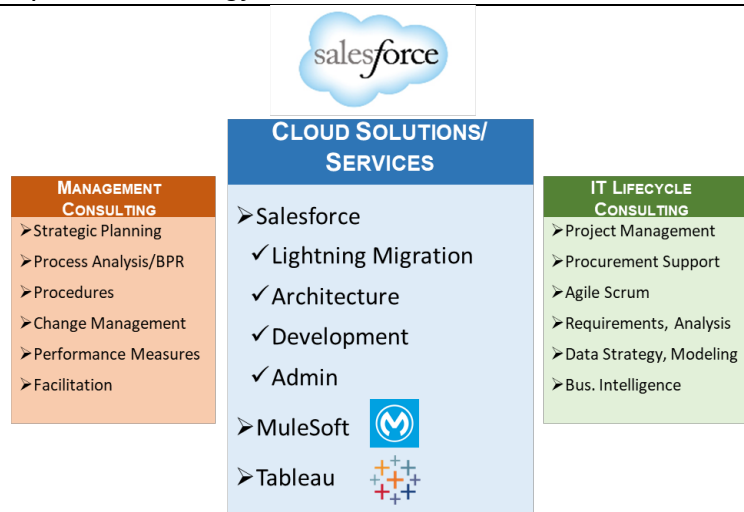 salesforce
CLOUD SOLUTIONS/
SERVICES
MANAGEMENT
CONSULTING
➢Strategic Planning
➢Process Analysis/BPR
➢Procedures
➢Change Management
➢Performance Measures
➢Facilitation
➢Salesforce
✓Lightning Migration
✓Architecture
✓Development
✓Admin
➢MuleSoft
➢Tableau
IT LIFECYCLE
CONSULTING
➢Project Management
➢Procurement Support
➢Agile Scrum
➢Requirements, Analysis
➢Data Strategy, Modeling
➢Bus. Intelligence